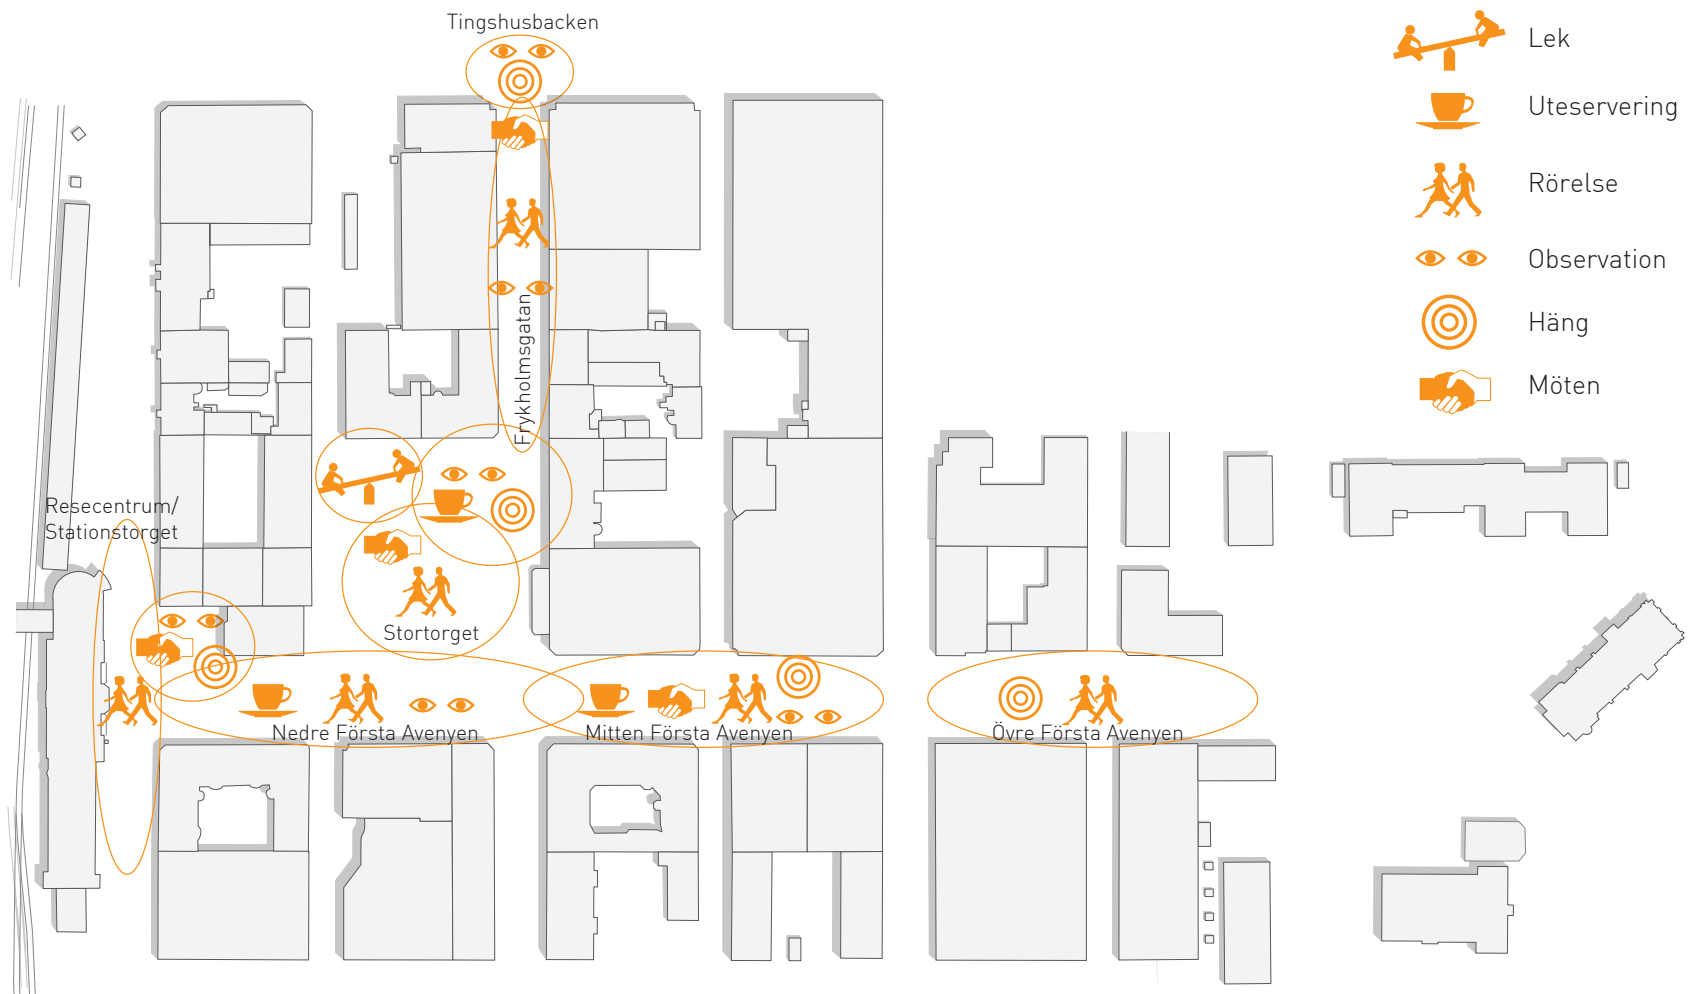 Tingshusbacken
Lek
Uteservering
Rörelse
Observation
Häng
Möten
Frykholmsgatan
Resecentrum/
Stationstorget
Stortorget
Nedre Första Avenyen
Mitten Första Avenyen
Övre Första Avenyen